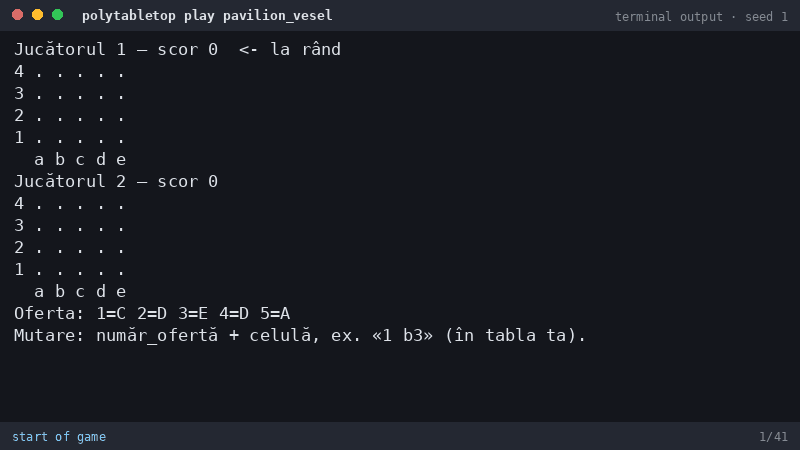 polytabletop play pavilion_vessel
terminal output · seed 1
Jucătorul 1 — scor 0  <- la rând
4 . . . . .
3 . . . . .
2 . . . . .
1 . . . . .
  a b c d e
Jucătorul 2 — scor 0
4 . . . . .
3 . . . . .
2 . . . . .
1 . . . . .
  a b c d e
Oferta: 1=C 2=D 3=E 4=D 5=A
Mutare: număr_ofertă + celulă, ex. «1 b3» (în tabla ta).
start of game
1/41